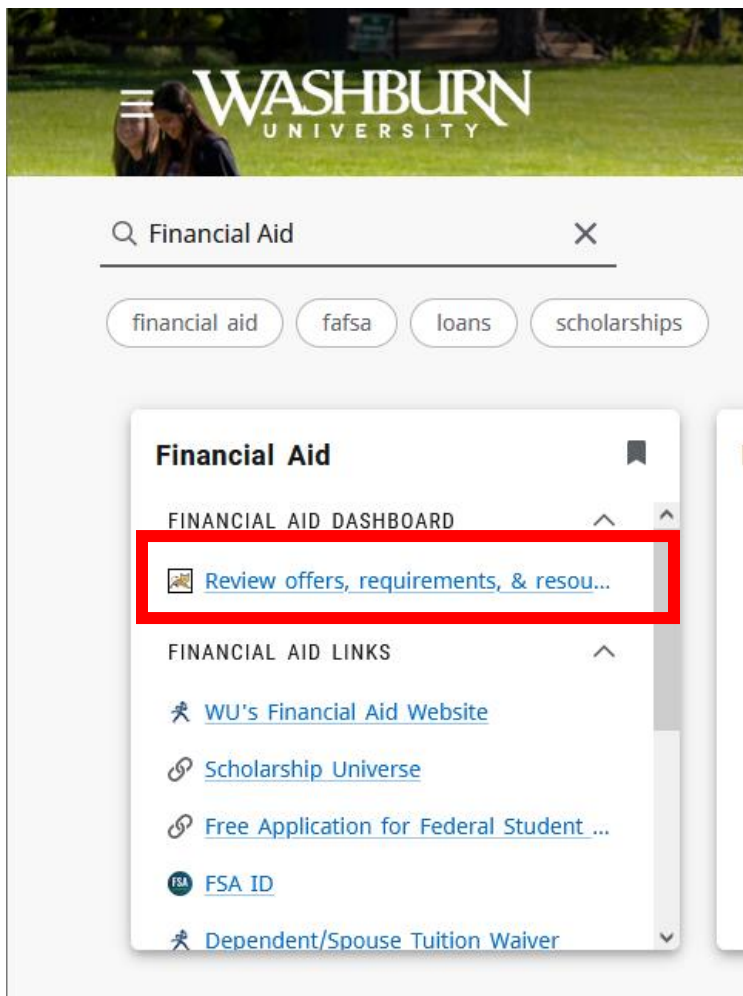 WASHBURN
UNIVERSITY
Financial Aid
financial aid fafsa loans scholarships
Financial Aid
FINANCIAL AID DASHBOARD
Review offers, requirements, & resou...
FINANCIAL AID LINKS
WU's Financial Aid Website
Scholarship Universe
Free Application for Federal Student ...
FSA FSA ID
Dependent/Spouse Tuition Waiver